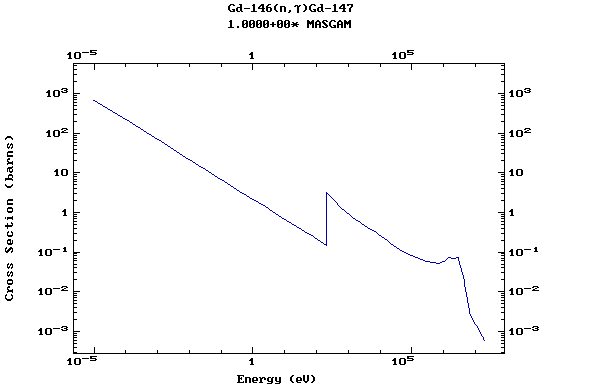 Gd-146(n,γ)Gd-147
1.0000+00* MASGAM
10⁻⁵ 1 10⁵
10³ 10³
10² 10²
10 10
1 1
10⁻¹ 10⁻¹
10⁻² 10⁻²
10⁻³ 10⁻³
10⁻⁵ 1 10⁵
Cross Section (barns)
Energy (eV)